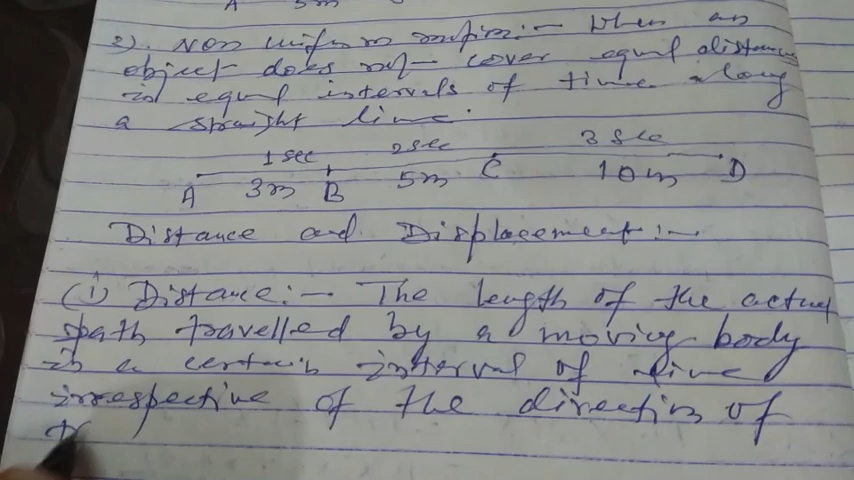 A 3m
2). Non uniform motion:- When an
object does not cover equal distances
in equal intervals of time along
a straight line.
1 sec 2 sec 3 sec
A 3m B 5m C 10m D
Distance and Displacement:-
(i) Distance:- The length of the actual
path travelled by a moving body
in a certain interval of time
irrespective of the direction of